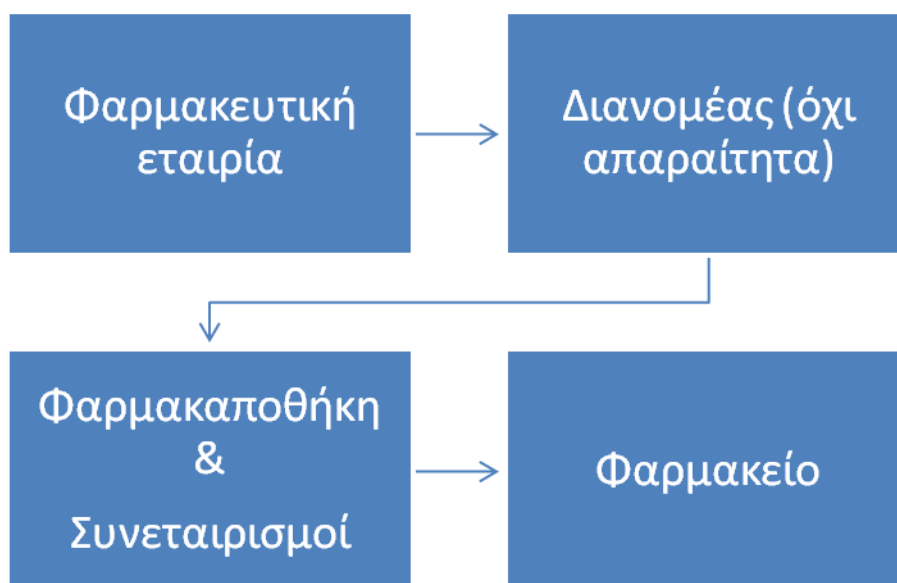 Φαρμακευτική
εταιρία
Διανομέας (όχι
απαραίτητα)
Φαρμακαποθήκη
&
Συνεταιρισμοί
Φαρμακείο